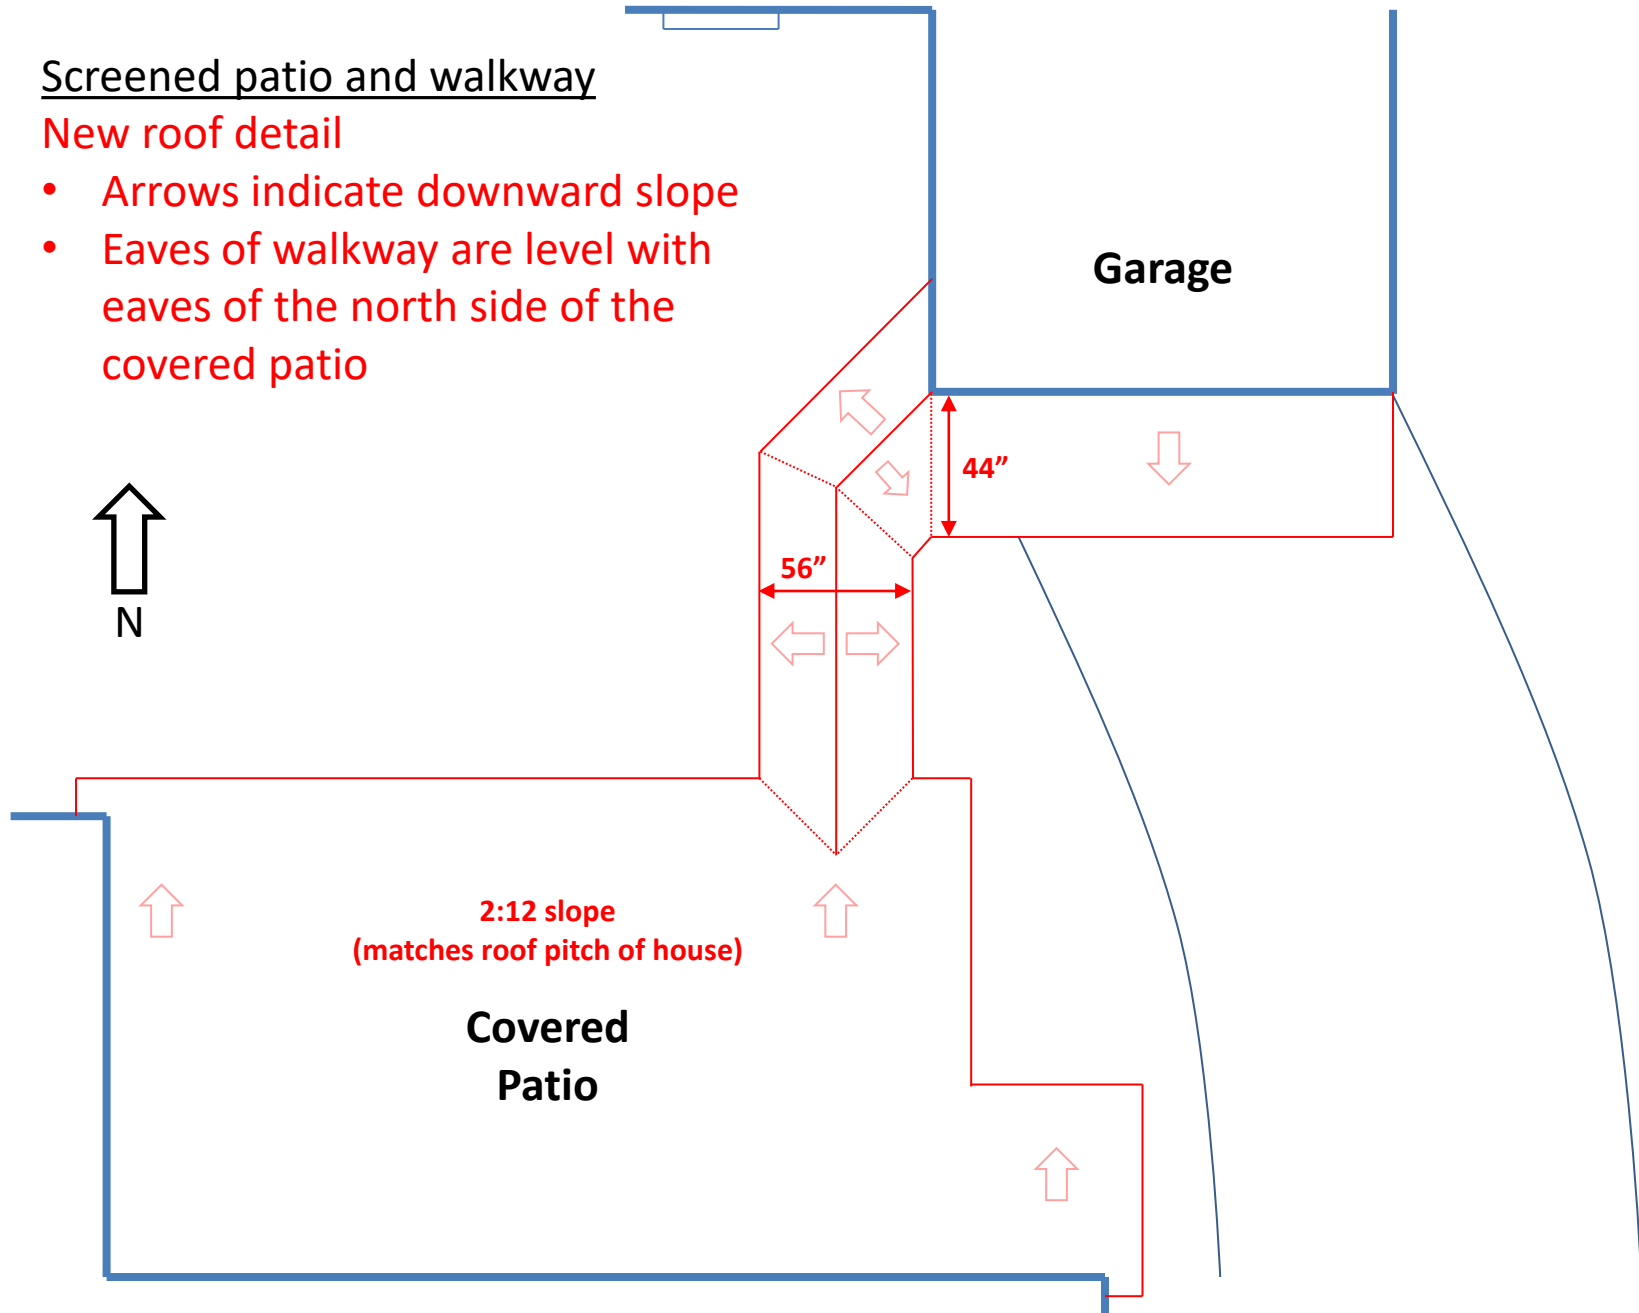 Screened patio and walkway
New roof detail
• Arrows indicate downward slope
• Eaves of walkway are level with
eaves of the north side of the
covered patio
Garage
44”
56”
N
2:12 slope
(matches roof pitch of house)
Covered
Patio